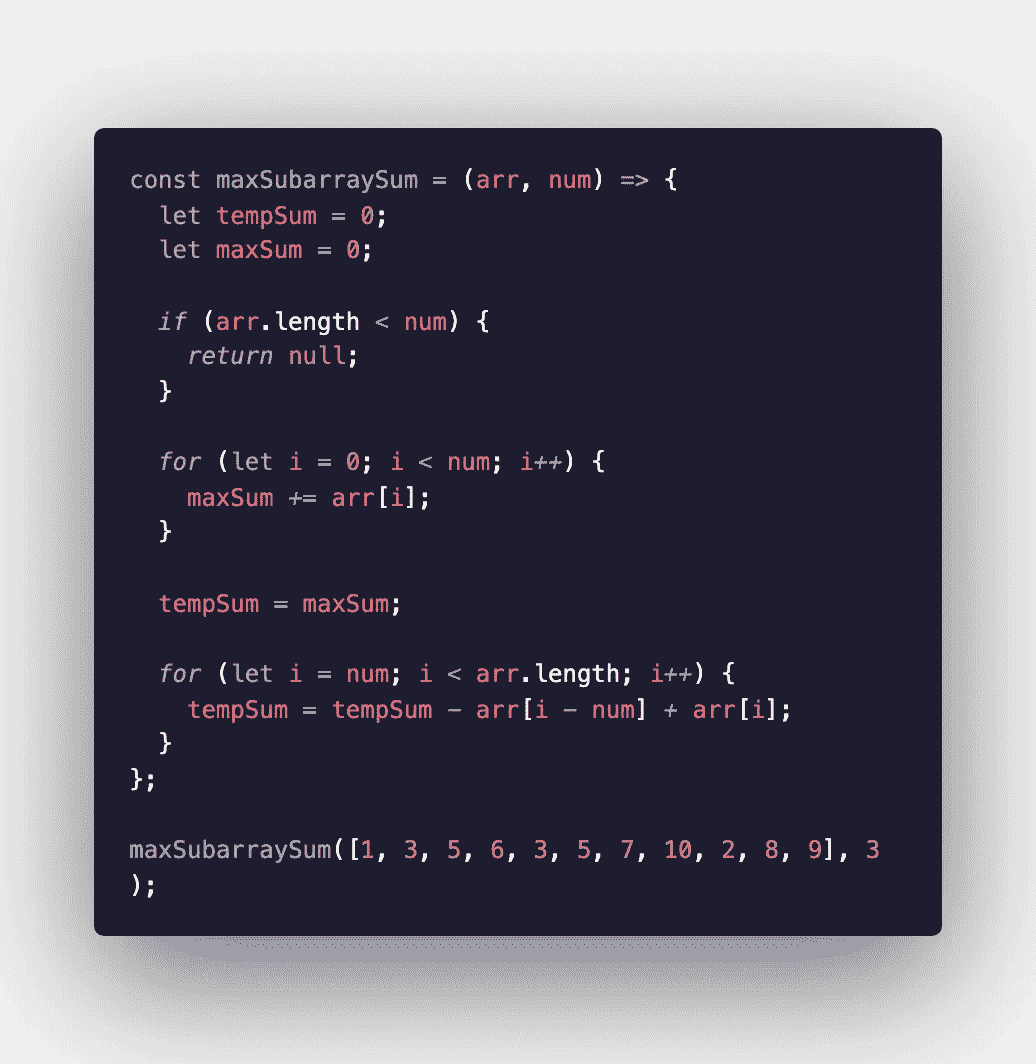 const maxSubarraySum = (arr, num) => {
  let tempSum = 0;
  let maxSum = 0;

  if (arr.length < num) {
    return null;
  }

  for (let i = 0; i < num; i++) {
    maxSum += arr[i];
  }

  tempSum = maxSum;

  for (let i = num; i < arr.length; i++) {
    tempSum = tempSum - arr[i - num] + arr[i];
  }
};

maxSubarraySum([1, 3, 5, 6, 3, 5, 7, 10, 2, 8, 9], 3
);